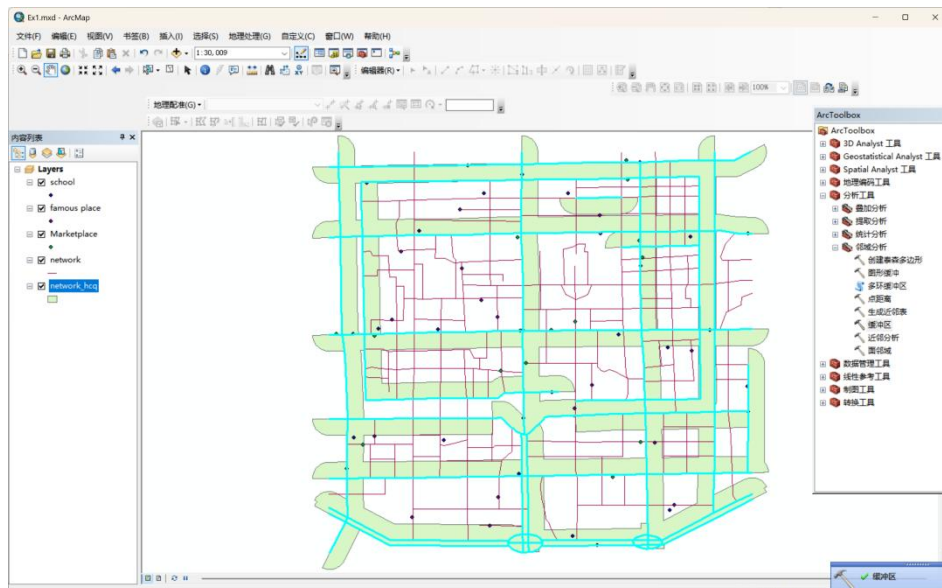 Ex1.mxd - ArcMap
文件(F) 编辑(E) 视图(V) 书签(B) 插入(I) 选择(S) 地理处理(G) 自定义(C) 窗口(W) 帮助(H)
1:30,009
编辑器(R)
100%
地理配准(G)
内容列表
Layers
school
famous place
Marketplace
network
network_hcq
ArcToolbox
ArcToolbox
3D Analyst 工具
Geostatistical Analyst 工具
Spatial Analyst 工具
地理编码工具
分析工具
叠加分析
提取分析
统计分析
邻域分析
创建泰森多边形
图形缓冲
多环缓冲区
点距离
生成近邻表
缓冲区
近邻分析
面邻域
数据管理工具
线性参考工具
制图工具
转换工具
缓冲区